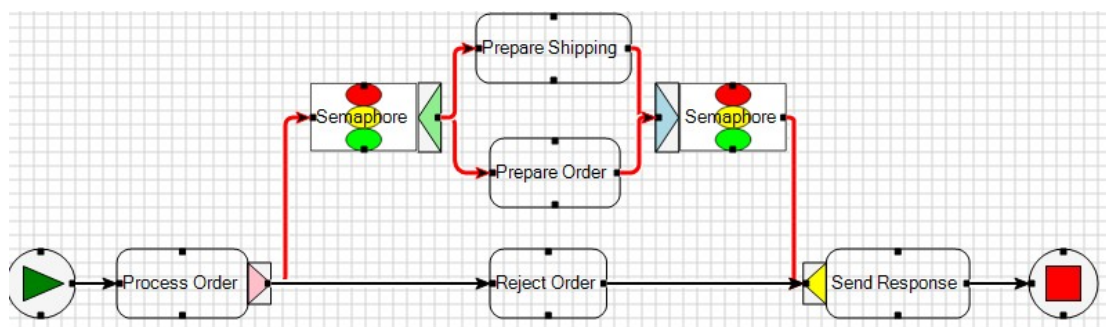 Prepare Shipping
Semaphore
Semaphore
Prepare Order
Process Order
Reject Order
Send Response